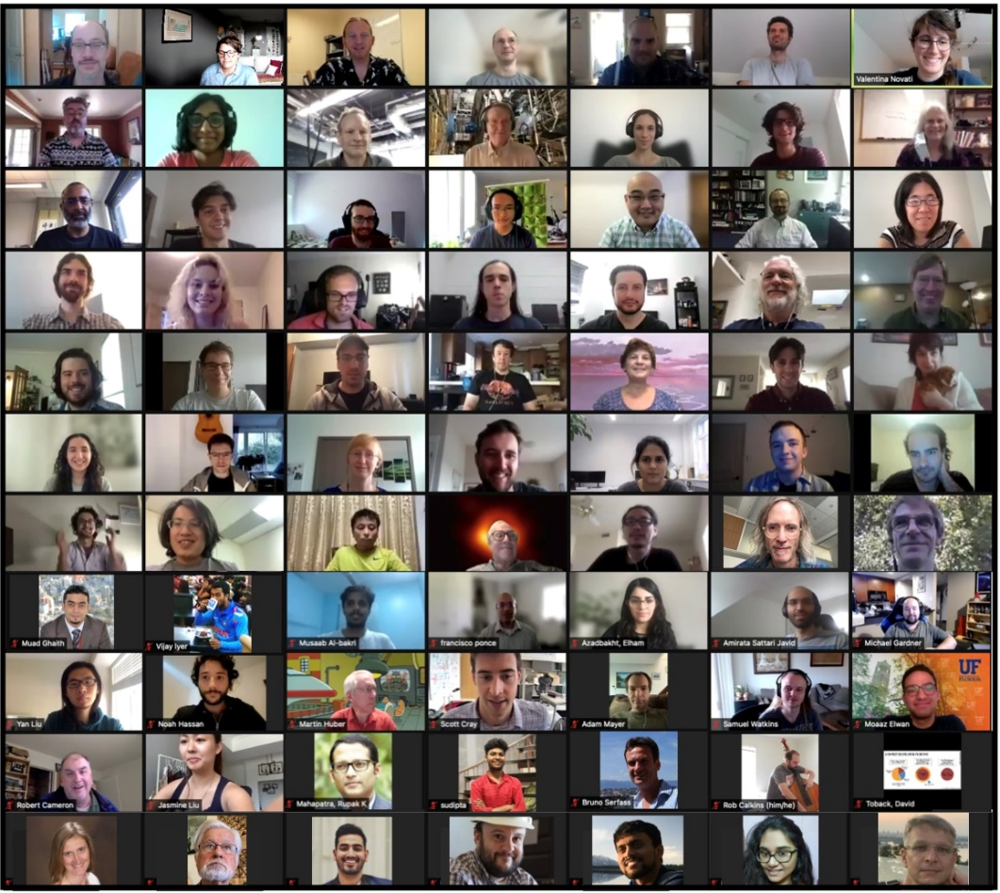 Valentina Novati
Muad Ghaith
Vijay Iyer
Musaab Al-bakri
francisco ponce
Azadbakht, Elham
Amirata Sattari Javid
Michael Gardner
Yan Liu
Noah Hassan
Martin Huber
Scott Cray
Adam Mayer
Samuel Watkins
UF
FLORIDA
Moaaz Elwan
Robert Cameron
Jasmine Liu
Mahapatra, Rupak K
sudipta
Bruno Serfass
Rob Calkins (him/he)
Toback, David